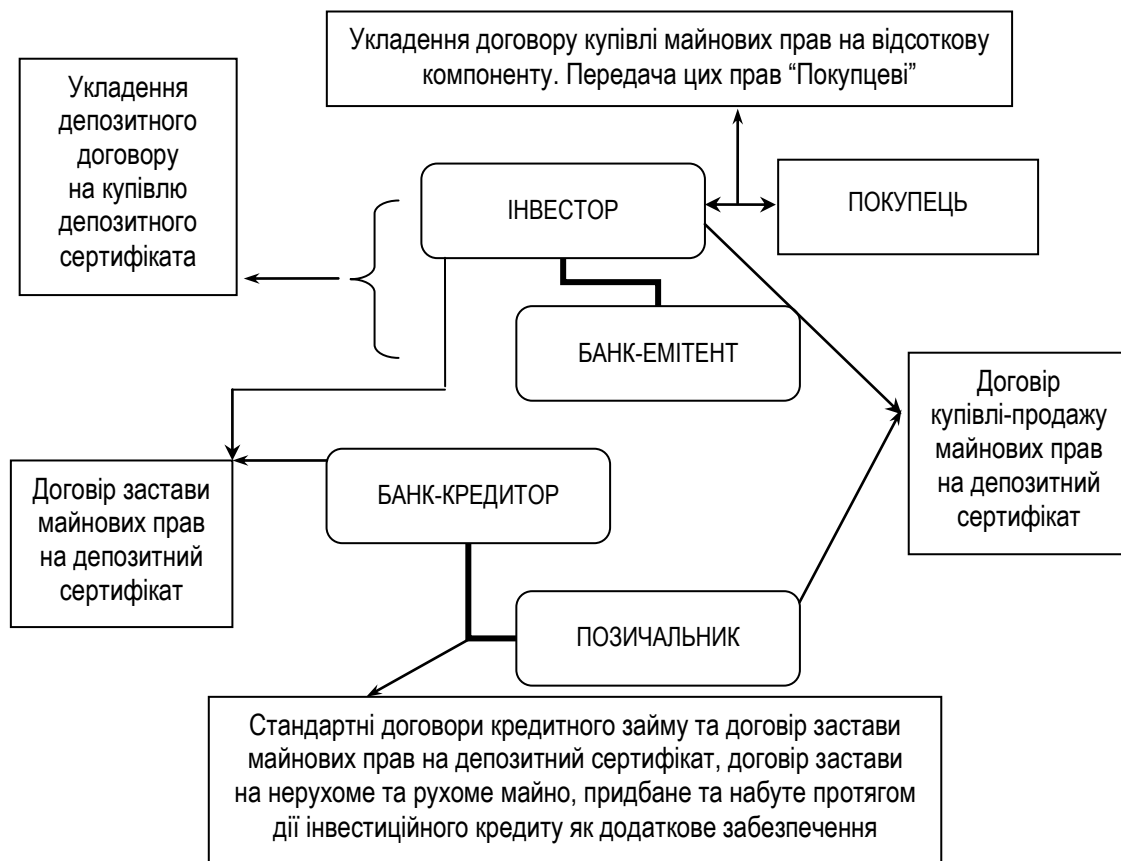 Укладення договору купівлі майнових прав на відсоткову
компоненту. Передача цих прав “Покупцеві”
Укладення
депозитного
договору
на купівлю
депозитного
сертифіката
ІНВЕСТОР
ПОКУПЕЦЬ
БАНК-ЕМІТЕНТ
Договір
купівлі-продажу
майнових прав
на депозитний
сертифікат
Договір застави
майнових прав
на депозитний
сертифікат
БАНК-КРЕДИТОР
ПОЗИЧАЛЬНИК
Стандартні договори кредитного займу та договір застави
майнових прав на депозитний сертифікат, договір застави
на нерухоме та рухоме майно, придбане та набуте протягом
дії інвестиційного кредиту як додаткове забезпечення